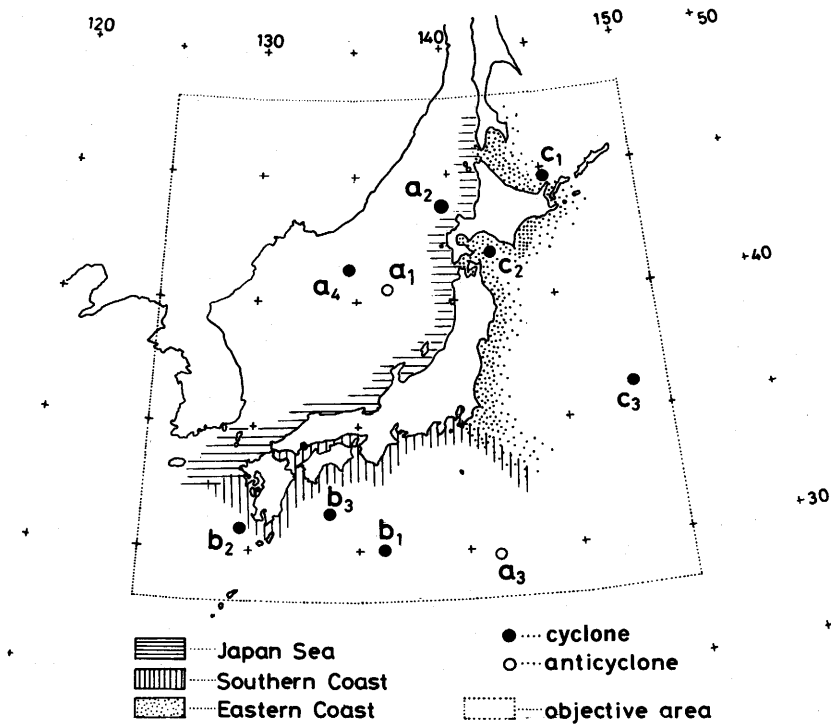 120
130
140
150
50
c1
a2
c2
40
a4
a1
c3
30
b3
b2
b1
a3
Japan Sea
Southern Coast
Eastern Coast
cyclone
anticyclone
objective area